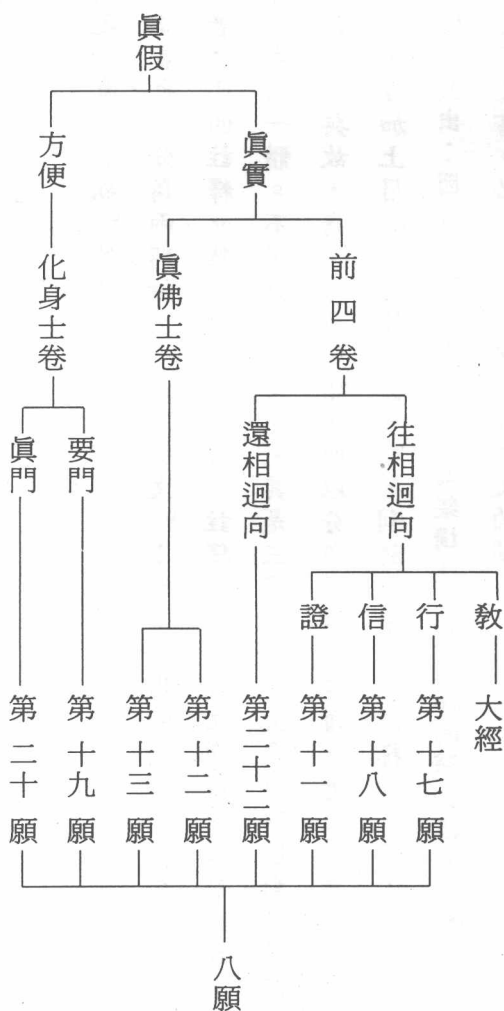 眞假
眞實
方便
前四卷
眞佛士卷
化身士卷
往相迴向
還相迴向
要門
眞門
教
行
信
證
大經
第十七願
第十八願
第十一願
第二十二願
第十二願
第十三願
第十九願
第二十願
八願